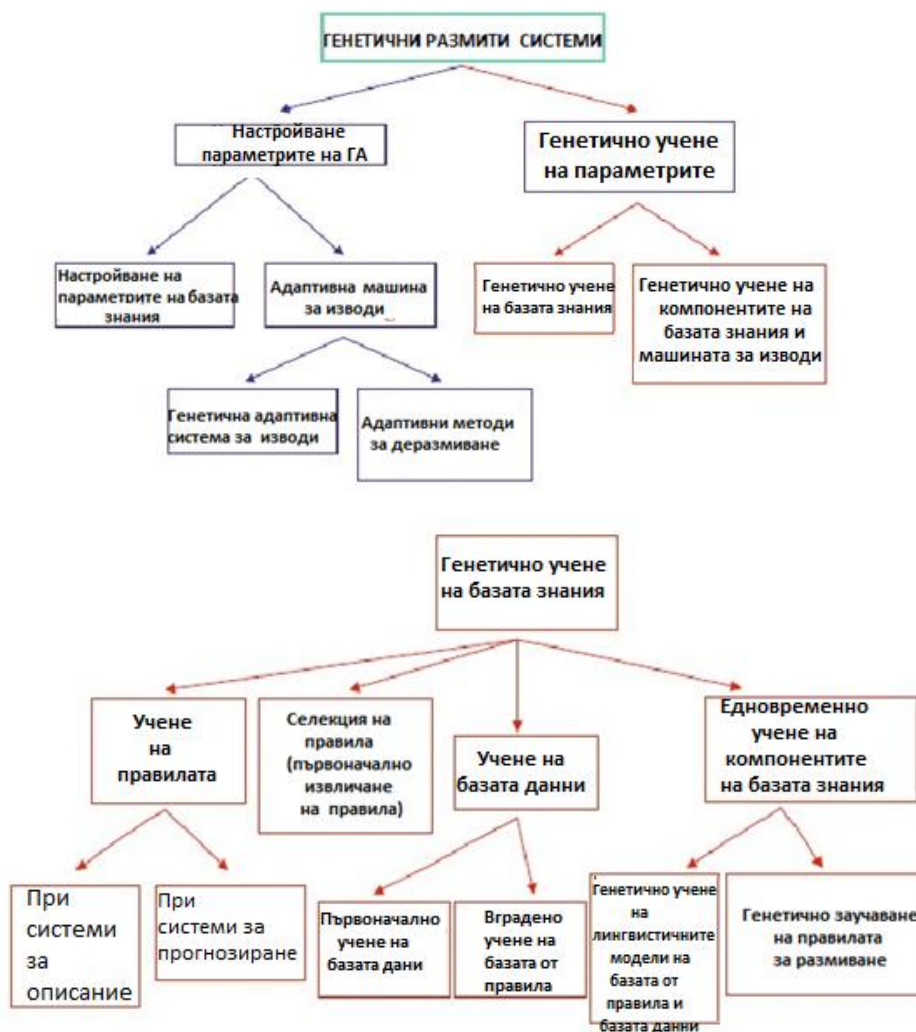 ГЕНЕТИЧНИ РАЗМИТИ СИСТЕМИ
Настройване
параметрите на ГА
Генетично учене
на параметрите
Настройване на
параметрите на базата
знания
Адаптивна машина
за изводи
Генетично учене
на базата знания
Генетично учене на
компонентите на
базата знания и
машината за изводи
Генетична адаптивна
система за изводи
Адаптивни методи
за деразмиване
Генетично учене
на базата знания
Учене
на
правилата
Селекция на
правила
(първоначално
извличане
на правила)
Учене на
базата данни
Едновременно
учене на
компонентите
на базата знания
При
системи
за
описание
При
системи за
прогнозиране
Първоначално
учене на
базата дани
Вградено
учене на
базата от
правила
Генетично учене
на
лингвистичните
модели на
базата от
правила и
базата данни
Генетично заучаване
на правилата
за размиване